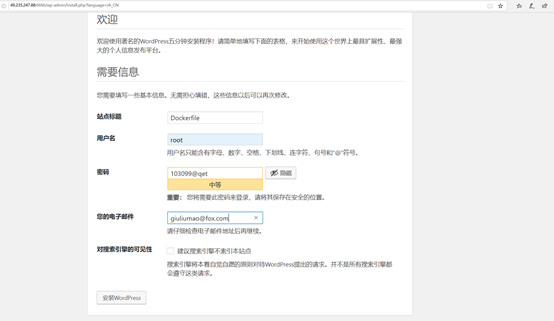 49.235.247.88:8888/wp-admin/install.php?language=zh_CN
欢迎
欢迎使用著名的WordPress五分钟安装程序！请简单地填写下面的表格，来开始使用这个世界上最具扩展性、最强
大的个人信息发布平台。
需要信息
您需要填写一些基本信息。无需担心填错，这些信息以后可以再次修改。
站点标题 Dockerfile
用户名 root
用户名只能含有字母、数字、空格、下划线、连字符、句号和“@”符号。
密码 103099@qet 隐藏
中等
重要： 您将需要此密码来登录，请将其保存在安全的位置。
您的电子邮件 giuliumao@fox.com ×
请仔细检查电子邮件地址后再继续。
对搜索引擎的可见性 建议搜索引擎不索引本站点
搜索引擎将本着自觉自愿的原则对待WordPress提出的请求。并不是所有搜索引擎都
会遵守这类请求。
安装WordPress